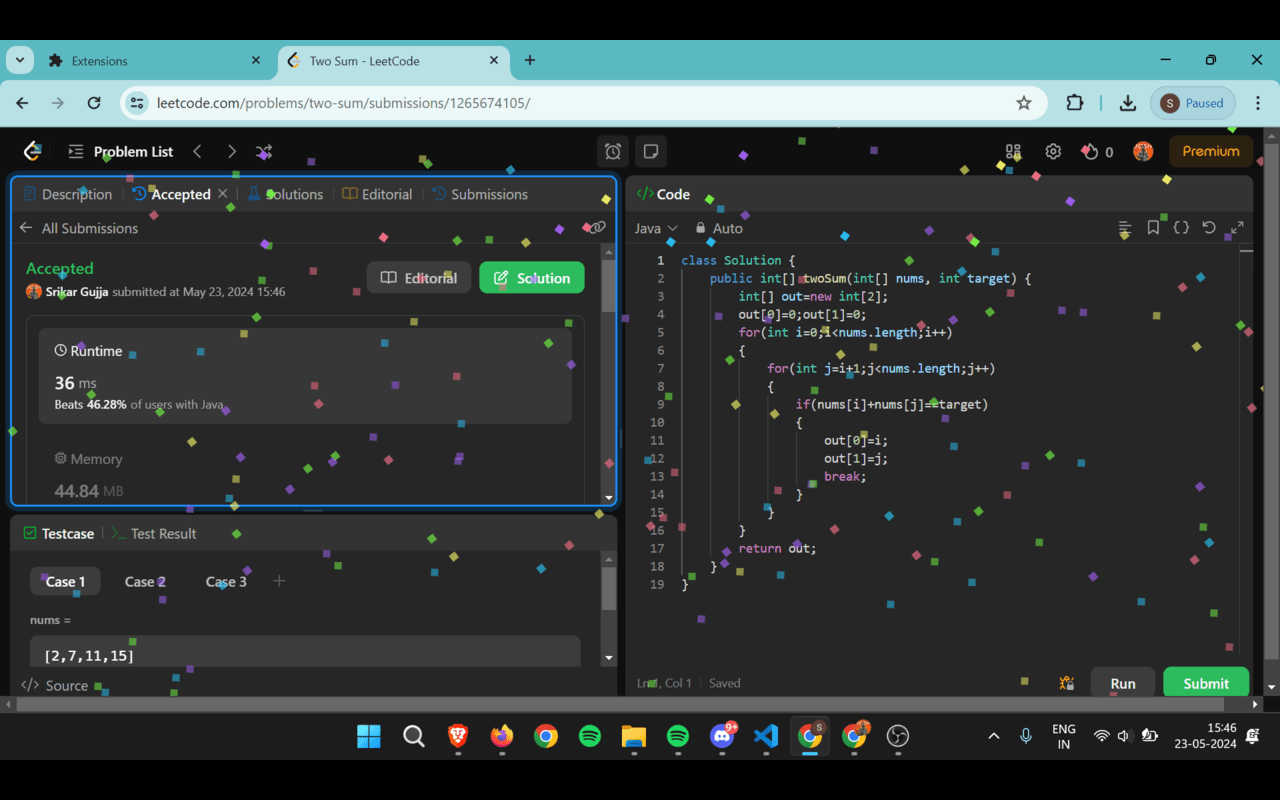 Extensions
Two Sum - LeetCode
leetcode.com/problems/two-sum/submissions/1265674105/
S Paused
Problem List
0
Premium
Description
Accepted
Solutions
Editorial
Submissions
All Submissions
Accepted
Srikar Gujja submitted at May 23, 2024 15:46
Editorial
Solution
Runtime
36 ms
Beats 46.28% of users with Java
Memory
44.84 MB
Testcase
Test Result
Case 1 Case 2 Case 3 +
nums =
[2,7,11,15]
</> Source
</> Code
Java
Auto
1 class Solution {
2 public int[] twoSum(int[] nums, int target) {
3 int[] out=new int[2];
4 out[0]=0;out[1]=0;
5 for(int i=0;i<nums.length;i++)
6 {
7 for(int j=i+1;j<nums.length;j++)
8 {
9 if(nums[i]+nums[j]==target)
10 {
11 out[0]=i;
12 out[1]=j;
13 break;
14 }
15 }
16 }
17 return out;
18 }
19 }
Ln 1, Col 1 Saved
Run
Submit
9+
S
ENG
IN
15:46
23-05-2024